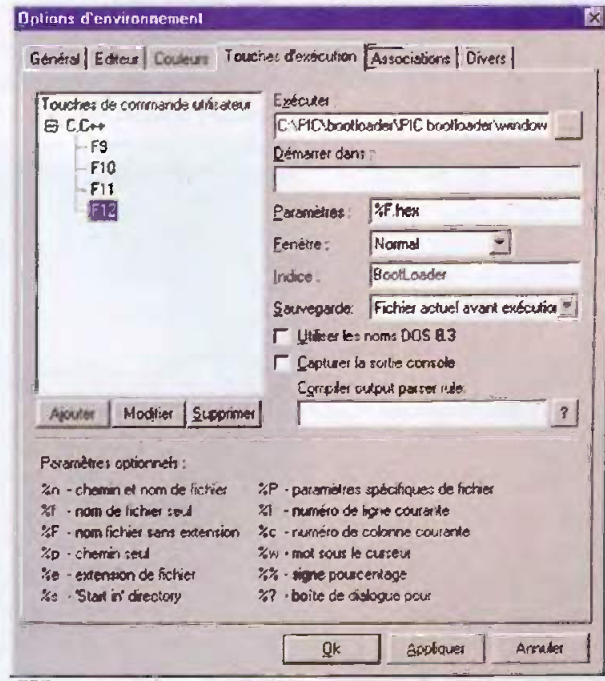 Options d'environnement
Général Editeur Couleurs Touches d'exécution Associations Divers
Touches de commande utilisateur
C,C++
F9
F10
F11
F12
Ajouter Modifier Supprimer
Exécuter
C:\PIC\bootloader\PIC bootloader\window
Démarrer dans :
Paramètres : %F.hex
Fenêtre : Normal
Indice : BootLoader
Sauvegarde: Fichier actuel avant exécution
Utiliser les noms DOS 8.3
Capturer la sortie console
Compiler output parser rule:
?
Paramètres optionnels :
%n - chemin et nom de fichier
%f - nom de fichier seul
%F - nom fichier sans extension
%p - chemin seul
%e - extension de fichier
%s - 'Start in' directory
%P - paramètres spécifiques de fichier
%l - numéro de ligne courante
%c - numéro de colonne courante
%w - mot sous le curseur
%% - signe pourcentage
%? - boîte de dialogue pour
Ok Appliquer Annuler